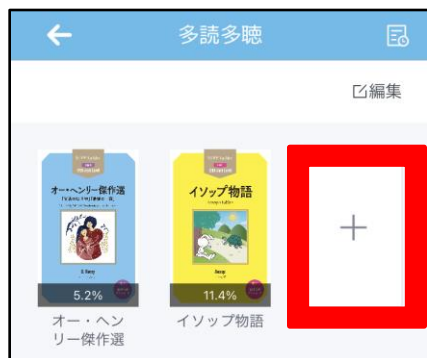 多読多聴
編集
オー・ヘンリー傑作選
イソップ物語
5.2%
11.4%
オー・ヘン
リー傑作選
イソップ物語